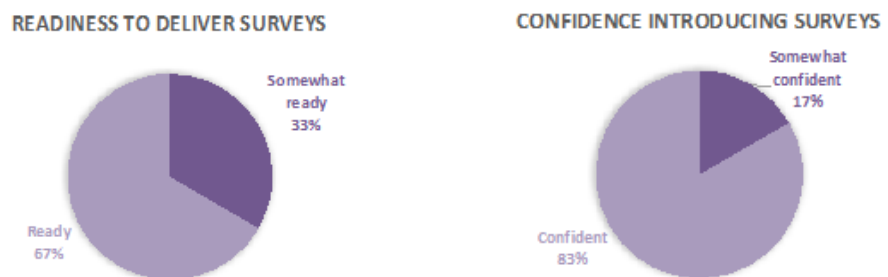 READINESS TO DELIVER SURVEYS
Somewhat
ready
33%
Ready
67%
CONFIDENCE INTRODUCING SURVEYS
Somewhat
confident
17%
Confident
83%